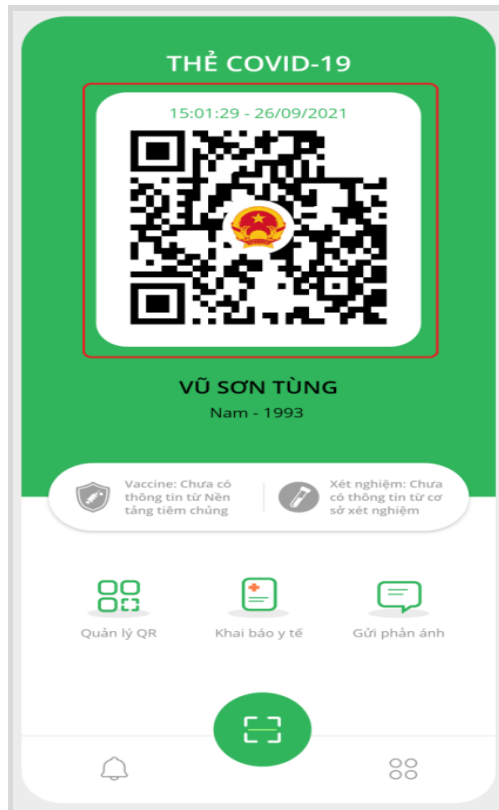 THẺ COVID-19
15:01:29 - 26/09/2021
VŨ SƠN TÙNG
Nam - 1993
Vaccine: Chưa có
thông tin từ Nền
tảng tiêm chủng
Xét nghiệm: Chưa
có thông tin từ cơ
sở xét nghiệm
Quản lý QR
Khai báo y tế
Gửi phản ánh